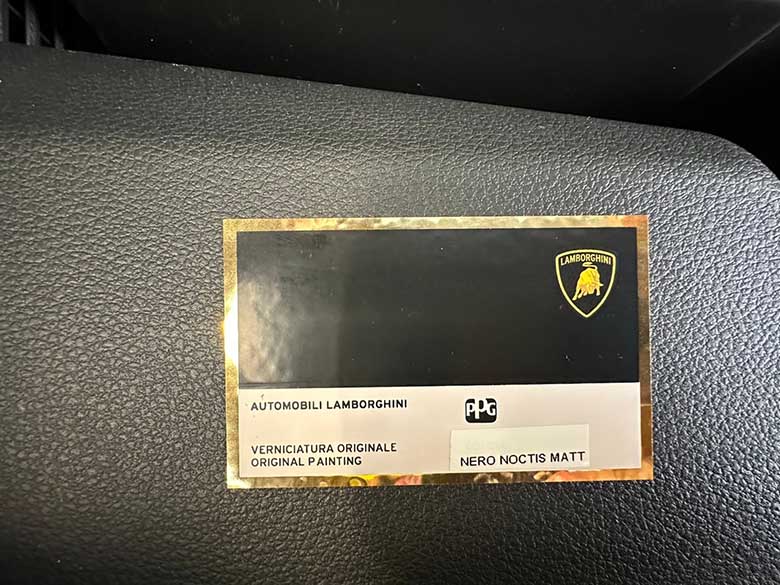 LAMBORGHINI
AUTOMOBILI LAMBORGHINI
PPG
VERNICIATURA ORIGINALE
ORIGINAL PAINTING
NERO NOCTIS MATT